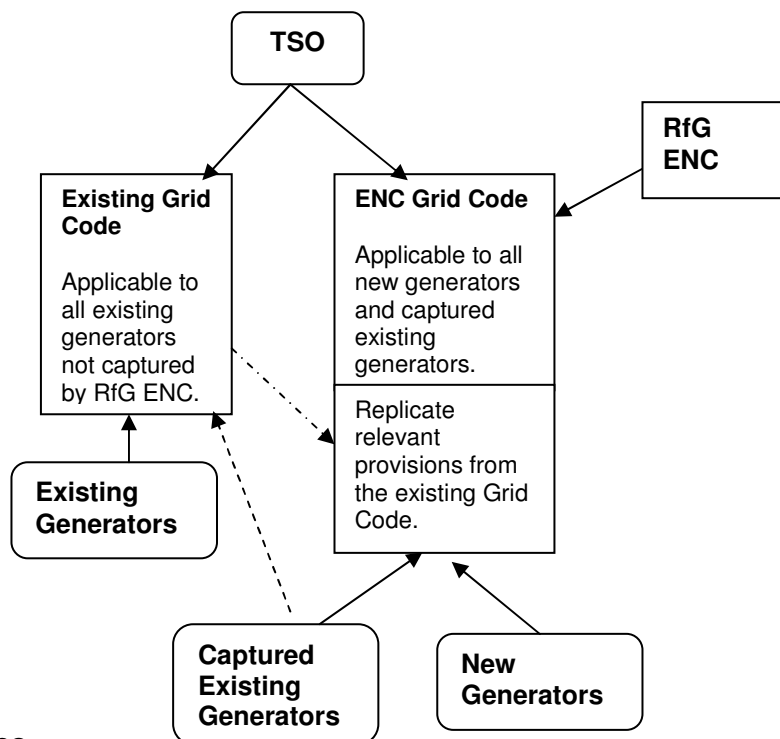 TSO
RfG
ENC
Existing Grid
Code
Applicable to
all existing
generators
not captured
by RfG ENC.
ENC Grid Code
Applicable to all
new generators
and captured
existing
generators.
Replicate
relevant
provisions from
the existing Grid
Code.
Existing
Generators
Captured
Existing
Generators
New
Generators